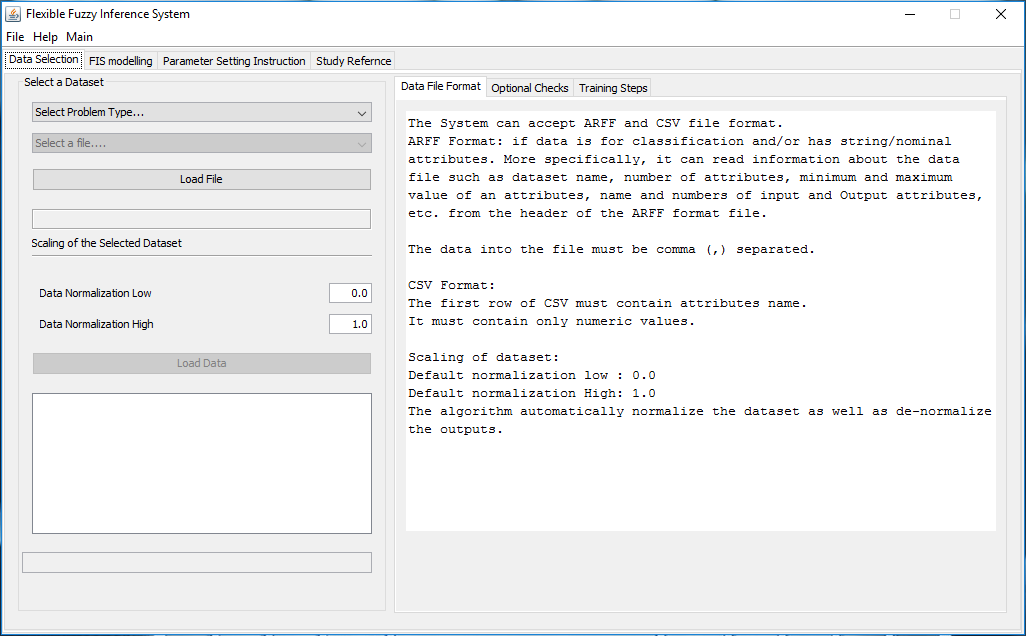 Flexible Fuzzy Inference System
File Help Main
Data Selection FIS modelling Parameter Setting Instruction Study Refernce
Select a Dataset
Select Problem Type...
Select a file....
Load File
Scaling of the Selected Dataset
Data Normalization Low 0.0
Data Normalization High 1.0
Load Data
Data File Format Optional Checks Training Steps
The System can accept ARFF and CSV file format.
ARFF Format: if data is for classification and/or has string/nominal
attributes. More specifically, it can read information about the data
file such as dataset name, number of attributes, minimum and maximum
value of an attributes, name and numbers of input and Output attributes,
etc. from the header of the ARFF format file.
The data into the file must be comma (,) separated.
CSV Format:
The first row of CSV must contain attributes name.
It must contain only numeric values.
Scaling of dataset:
Default normalization low : 0.0
Default normalization High: 1.0
The algorithm automatically normalize the dataset as well as de-normalize
the outputs.